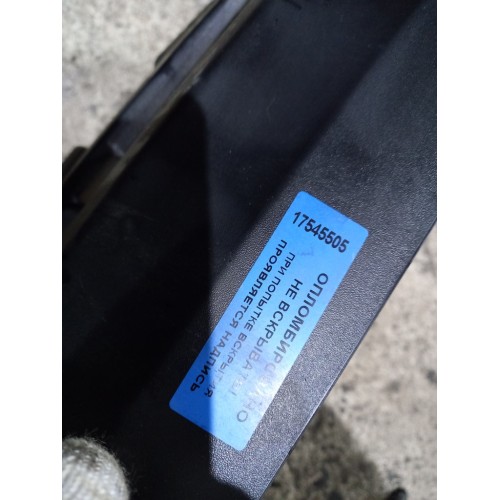 17545505
ОПЛОМБИРОВАНО
НЕ ВСКРЫВАТЬ!
ПРИ ПОПЫТКЕ ВСКРЫТИЯ
ПРОЯВЛЯЕТСЯ НАДПИСЬ